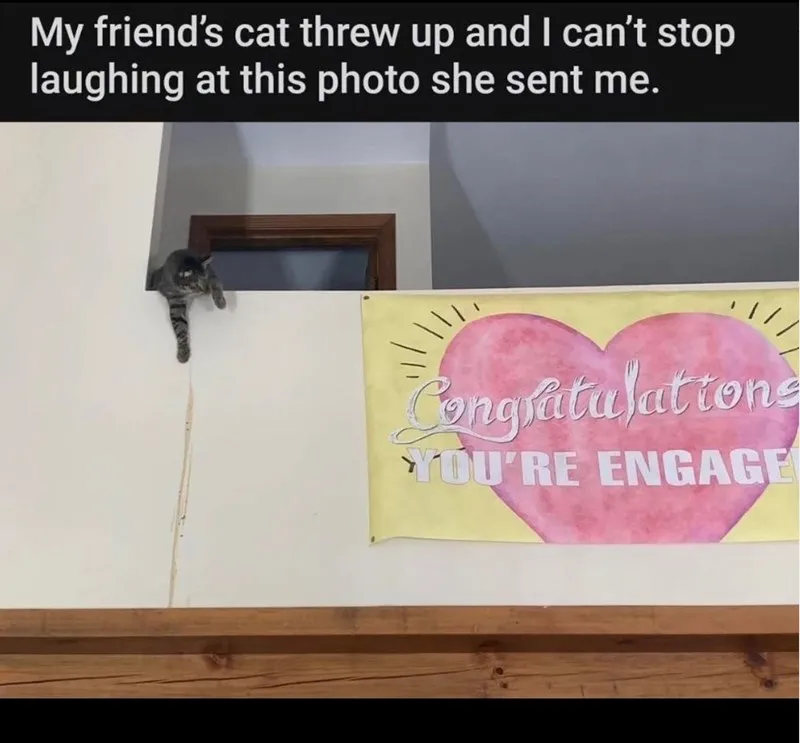 My friend's cat threw up and I can't stop
laughing at this photo she sent me.
Congratulations
YOU'RE ENGAGE